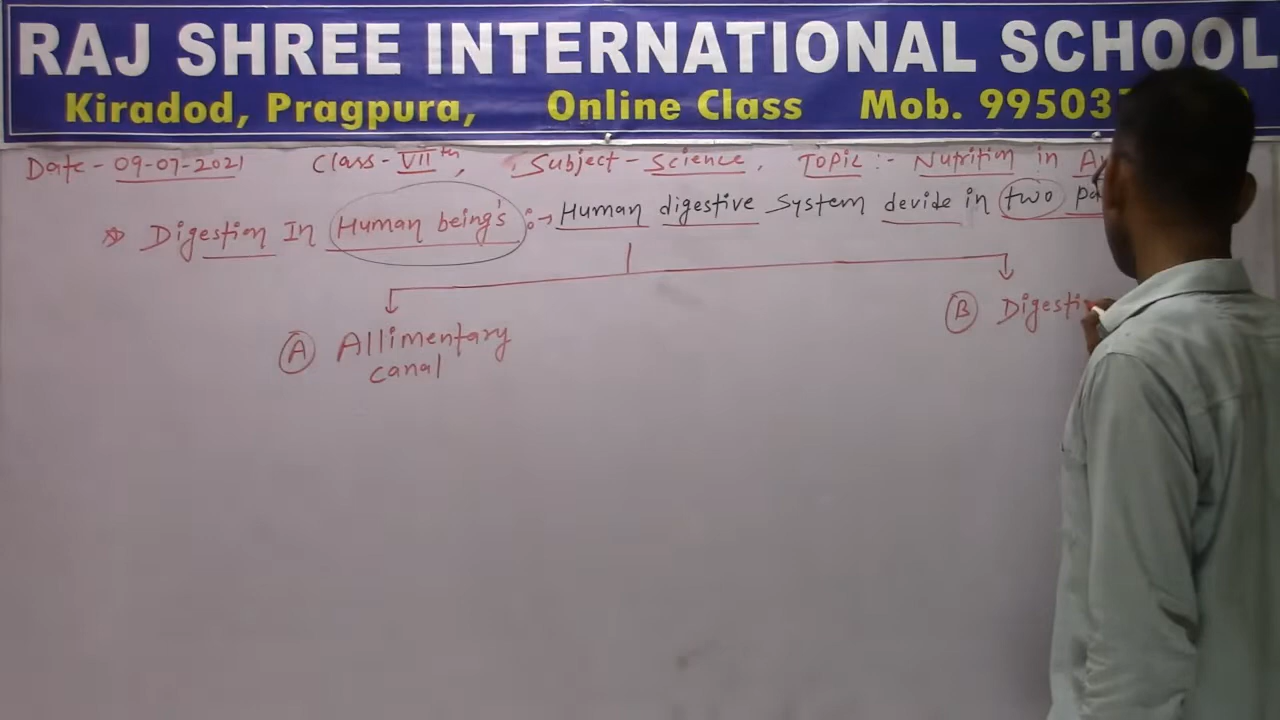 RAJ SHREE INTERNATIONAL SCHOOL
Kiradod, Pragpura, Online Class Mob. 99503
Date - 09-07-2021 Class - VIIth, Subject - Science, Topic :- Nutrition in
* Digestion In Human being's :→ Human digestive System devide in two
A Allimentary
canal
B Digesti